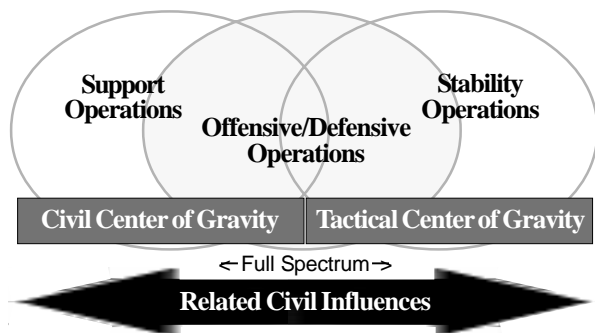 Support
Operations
Stability
Operations
Offensive/Defensive
Operations
Civil Center of Gravity
Tactical Center of Gravity
←Full Spectrum→
Related Civil Influences